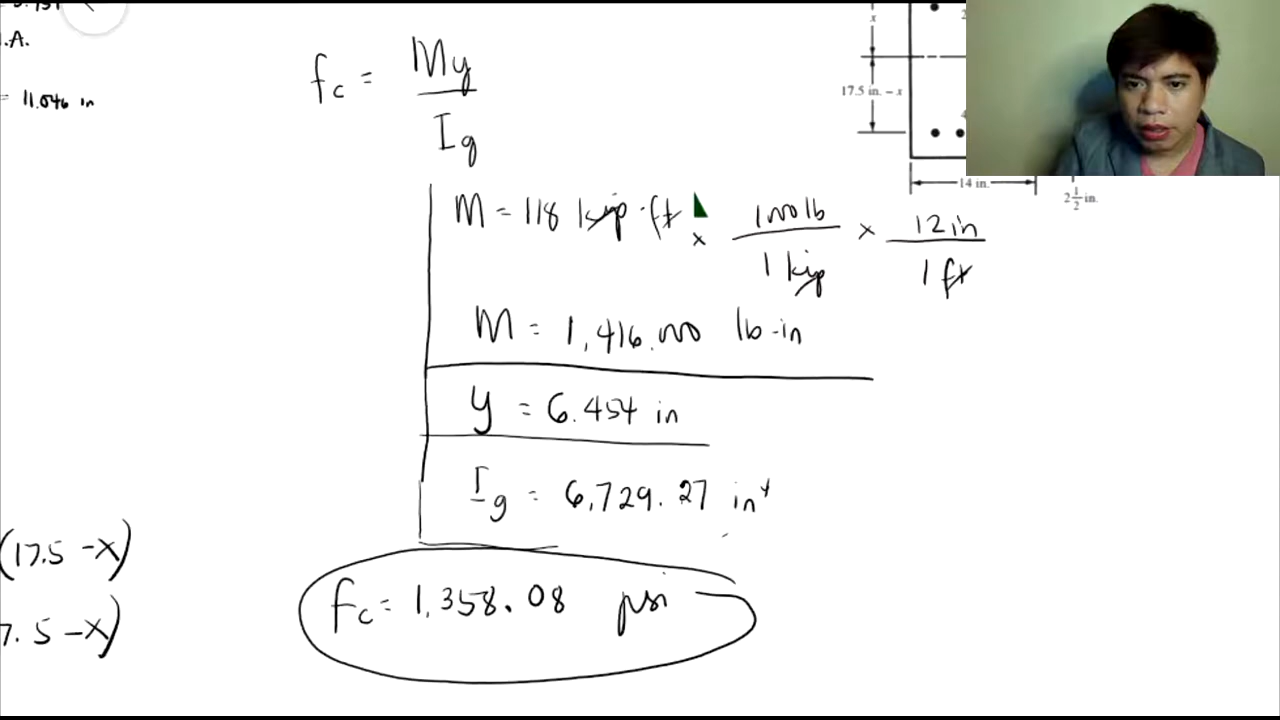 I.A.
= 11.046 in
fc = My / Ig
M = 118 kip·ft × 1000 lb / 1 kip × 12 in / 1 ft
M = 1,416,000 lb-in
y = 6.454 in
Ig = 6,729.27 in⁴
fc = 1,358.08 psi
(17.5 -x)
7.5 -x)
x
17.5 in. – x
14 in.
2 1/2 in.